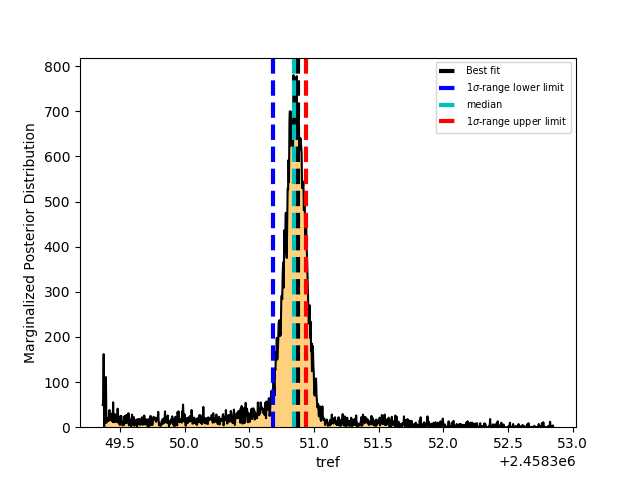 800
700
600
500
400
300
200
100
0
Marginalized Posterior Distribution
Best fit
1σ-range lower limit
median
1σ-range upper limit
49.5 50.0 50.5 51.0 51.5 52.0 52.5 53.0
tref
+2.4583e6